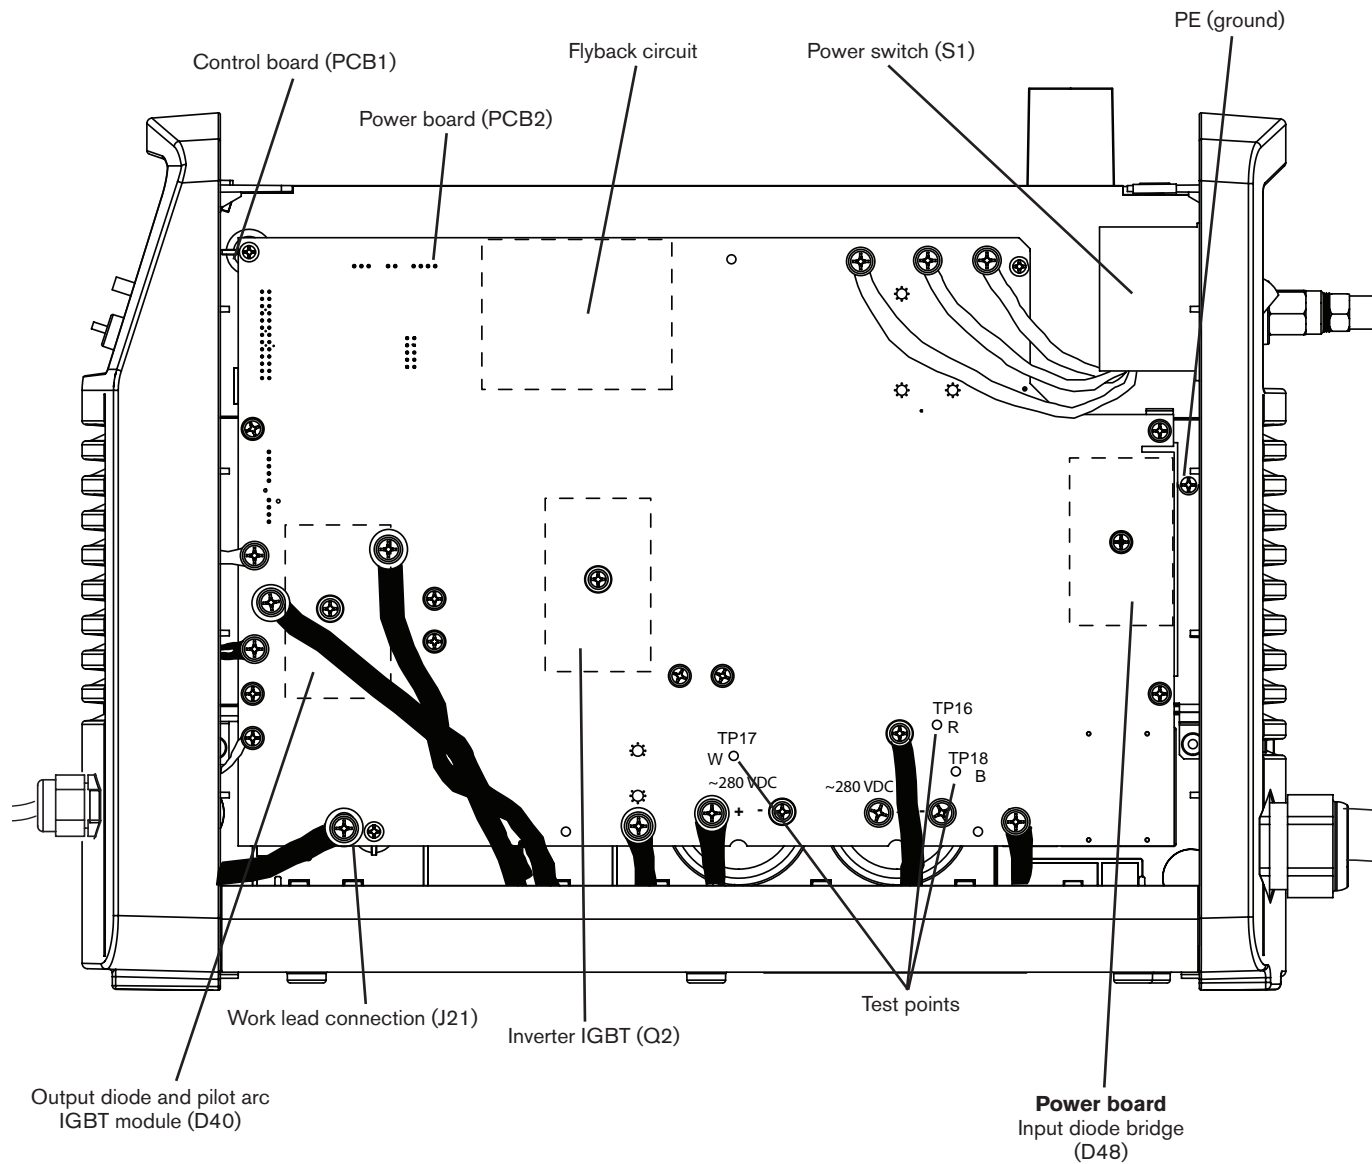 PE (ground)
Flyback circuit
Power switch (S1)
Control board (PCB1)
Power board (PCB2)
TP16
R
TP17
W
TP18
B
~280 VDC
+ -
~280 VDC
-
Test points
Work lead connection (J21)
Inverter IGBT (Q2)
Output diode and pilot arc
IGBT module (D40)
Power board
Input diode bridge
(D48)